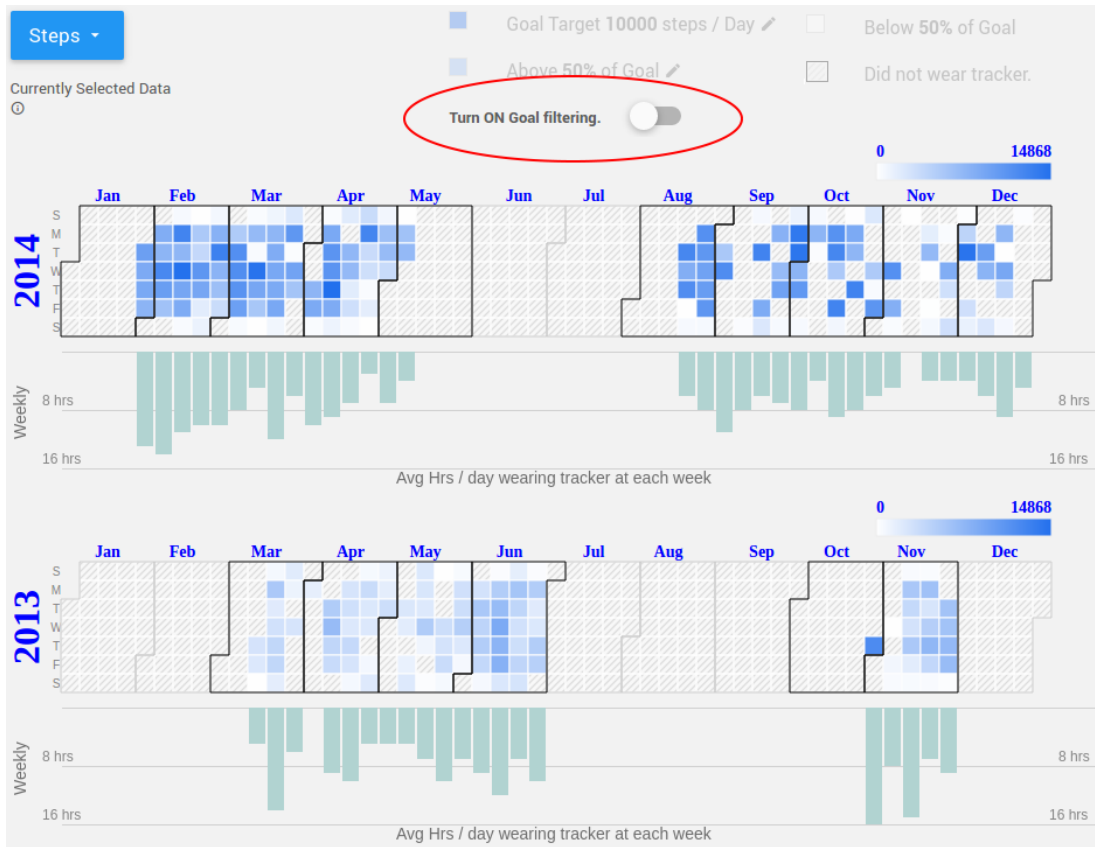 Steps
Goal Target 10000 steps / Day
Below 50% of Goal
Above 50% of Goal
Did not wear tracker.
Currently Selected Data
Turn ON Goal filtering.
0 14868
Jan Feb Mar Apr May Jun Jul Aug Sep Oct Nov Dec
2014
S
M
T
W
T
F
S
Weekly
8 hrs 8 hrs
16 hrs 16 hrs
Avg Hrs / day wearing tracker at each week
0 14868
Jan Feb Mar Apr May Jun Jul Aug Sep Oct Nov Dec
2013
S
M
T
W
T
F
S
Weekly
8 hrs 8 hrs
16 hrs 16 hrs
Avg Hrs / day wearing tracker at each week